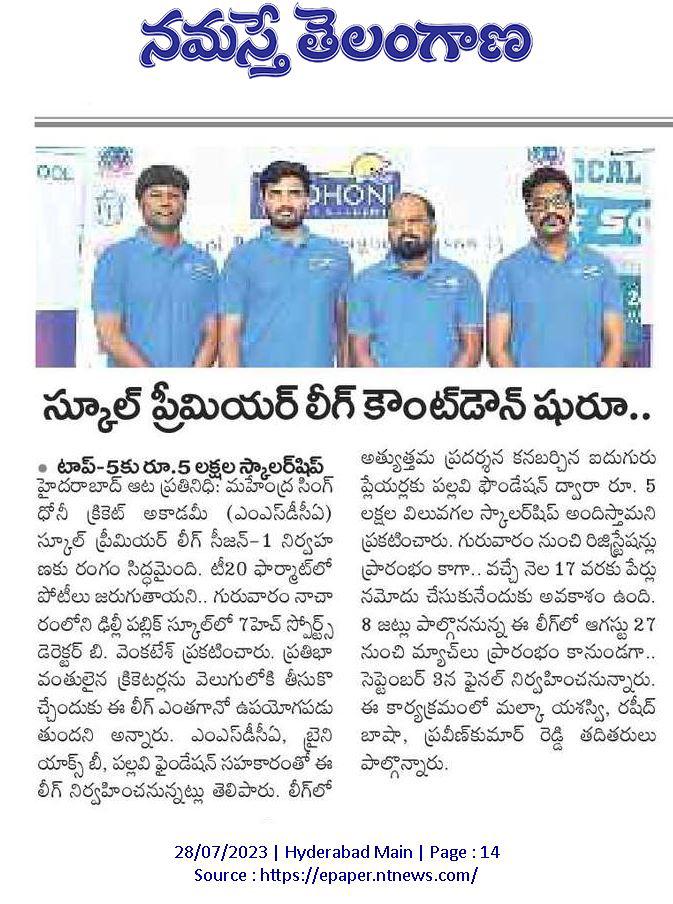 నమస్తే తెలంగాణ
OOL
DHONI
OCAL
స్కూల్ ప్రీమియర్ లీగ్ కౌంట్‌డౌన్ షురూ..
• టాప్-5కు రూ.5 లక్షల స్కాలర్‌షిప్
హైదరాబాద్ ఆట ప్రతినిధి: మహేంద్ర సింగ్
ధోనీ క్రికెట్ అకాడమీ (ఎంఎస్‌డీసీఏ)
స్కూల్ ప్రీమియర్ లీగ్ సీజన్-1 నిర్వహ
ణకు రంగం సిద్ధమైంది. టీ20 ఫార్మాట్‌లో
పోటీలు జరుగుతాయని.. గురువారం నాచా
రంలోని ఢిల్లీ పబ్లిక్ స్కూల్‌లో 7హెచ్ స్పోర్ట్స్
డైరెక్టర్ బి. వెంకటేశ్ ప్రకటించారు. ప్రతిభా
వంతులైన క్రికెటర్లను వెలుగులోకి తీసుకొ
చ్చేందుకు ఈ లీగ్ ఎంతగానో ఉపయోగపడు
తుందని అన్నారు. ఎంఎస్‌డీసీఏ, బ్రైని
యాక్స్ బీ, పల్లవి ఫైండేషన్ సహకారంతో ఈ
లీగ్ నిర్వహించనున్నట్లు తెలిపారు. లీగ్‌లో
అత్యుత్తమ ప్రదర్శన కనబర్చిన ఐదుగురు
ప్లేయర్లకు పల్లవి ఫౌండేషన్ ద్వారా రూ. 5
లక్షల విలువగల స్కాలర్‌షిప్ అందిస్తామని
ప్రకటించారు. గురువారం నుంచి రిజిస్ట్రేషన్లు
ప్రారంభం కాగా.. వచ్చే నెల 17 వరకు పేర్లు
నమోదు చేసుకునేందుకు అవకాశం ఉంది.
8 జట్లు పాల్గొననున్న ఈ లీగ్‌లో ఆగస్టు 27
నుంచి మ్యాచ్‌లు ప్రారంభం కానుండగా..
సెప్టెంబర్ 3న ఫైనల్ నిర్వహించనున్నారు.
ఈ కార్యక్రమంలో మల్కా యశస్వి, రషీద్
బాషా, ప్రవీణ్‌కుమార్ రెడ్డి తదితరులు
పాల్గొన్నారు.
28/07/2023 | Hyderabad Main | Page : 14
Source : https://epaper.ntnews.com/